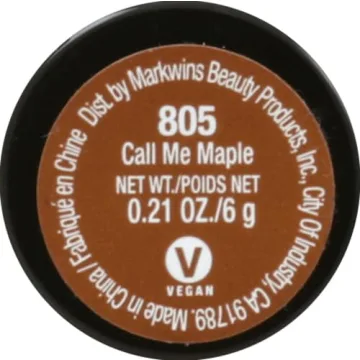 Dist. by Markwins Beauty Products, Inc., City Of Industry, CA 91789. Made in China / Fabriqué en Chine
805
Call Me Maple
NET WT./POIDS NET
0.21 OZ./6 g
V
VEGAN